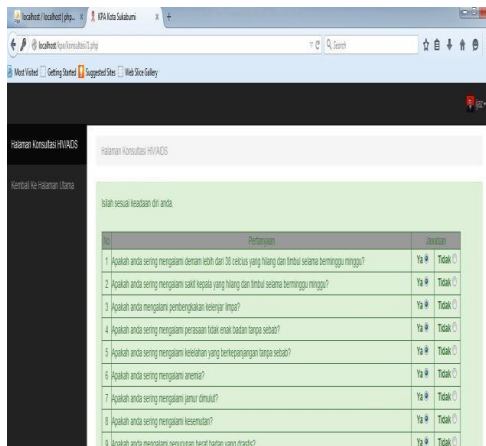 localhost / localhost | php... x
KPA Kota Sukabumi x +
localhost/kpa/konsultasi/1.php
Search
Most Visited Getting Started Suggested Sites Web Slice Gallery
Halaman Konsultasi HIV/AIDS
Halaman Konsultasi HIV/AIDS
Kembali Ke Halaman Utama
Isilah sesuai keadaan diri anda.
No Pertanyaan Jawaban
1 Apakah anda sering mengalami demam lebih dari 38 celcius yang hilang dan timbul selama berminggu minggu? Ya Tidak
2 Apakah anda sering mengalami sakit kepala yang hilang dan timbul selama berminggu minggu? Ya Tidak
3 Apakah anda mengalami pembengkakan kelenjar limpa? Ya Tidak
4 Apakah anda sering mengalami perasaan tidak enak badan tanpa sebab? Ya Tidak
5 Apakah anda sering mengalami kelelahan yang berkepanjangan tanpa sebab? Ya Tidak
6 Apakah anda sering mengalami anemia? Ya Tidak
7 Apakah anda sering mengalami jamur dimulut? Ya Tidak
8 Apakah anda sering mengalami kesemutan? Ya Tidak
9 Apakah anda mengalami penurunan berat badan yang drastis? Ya Tidak